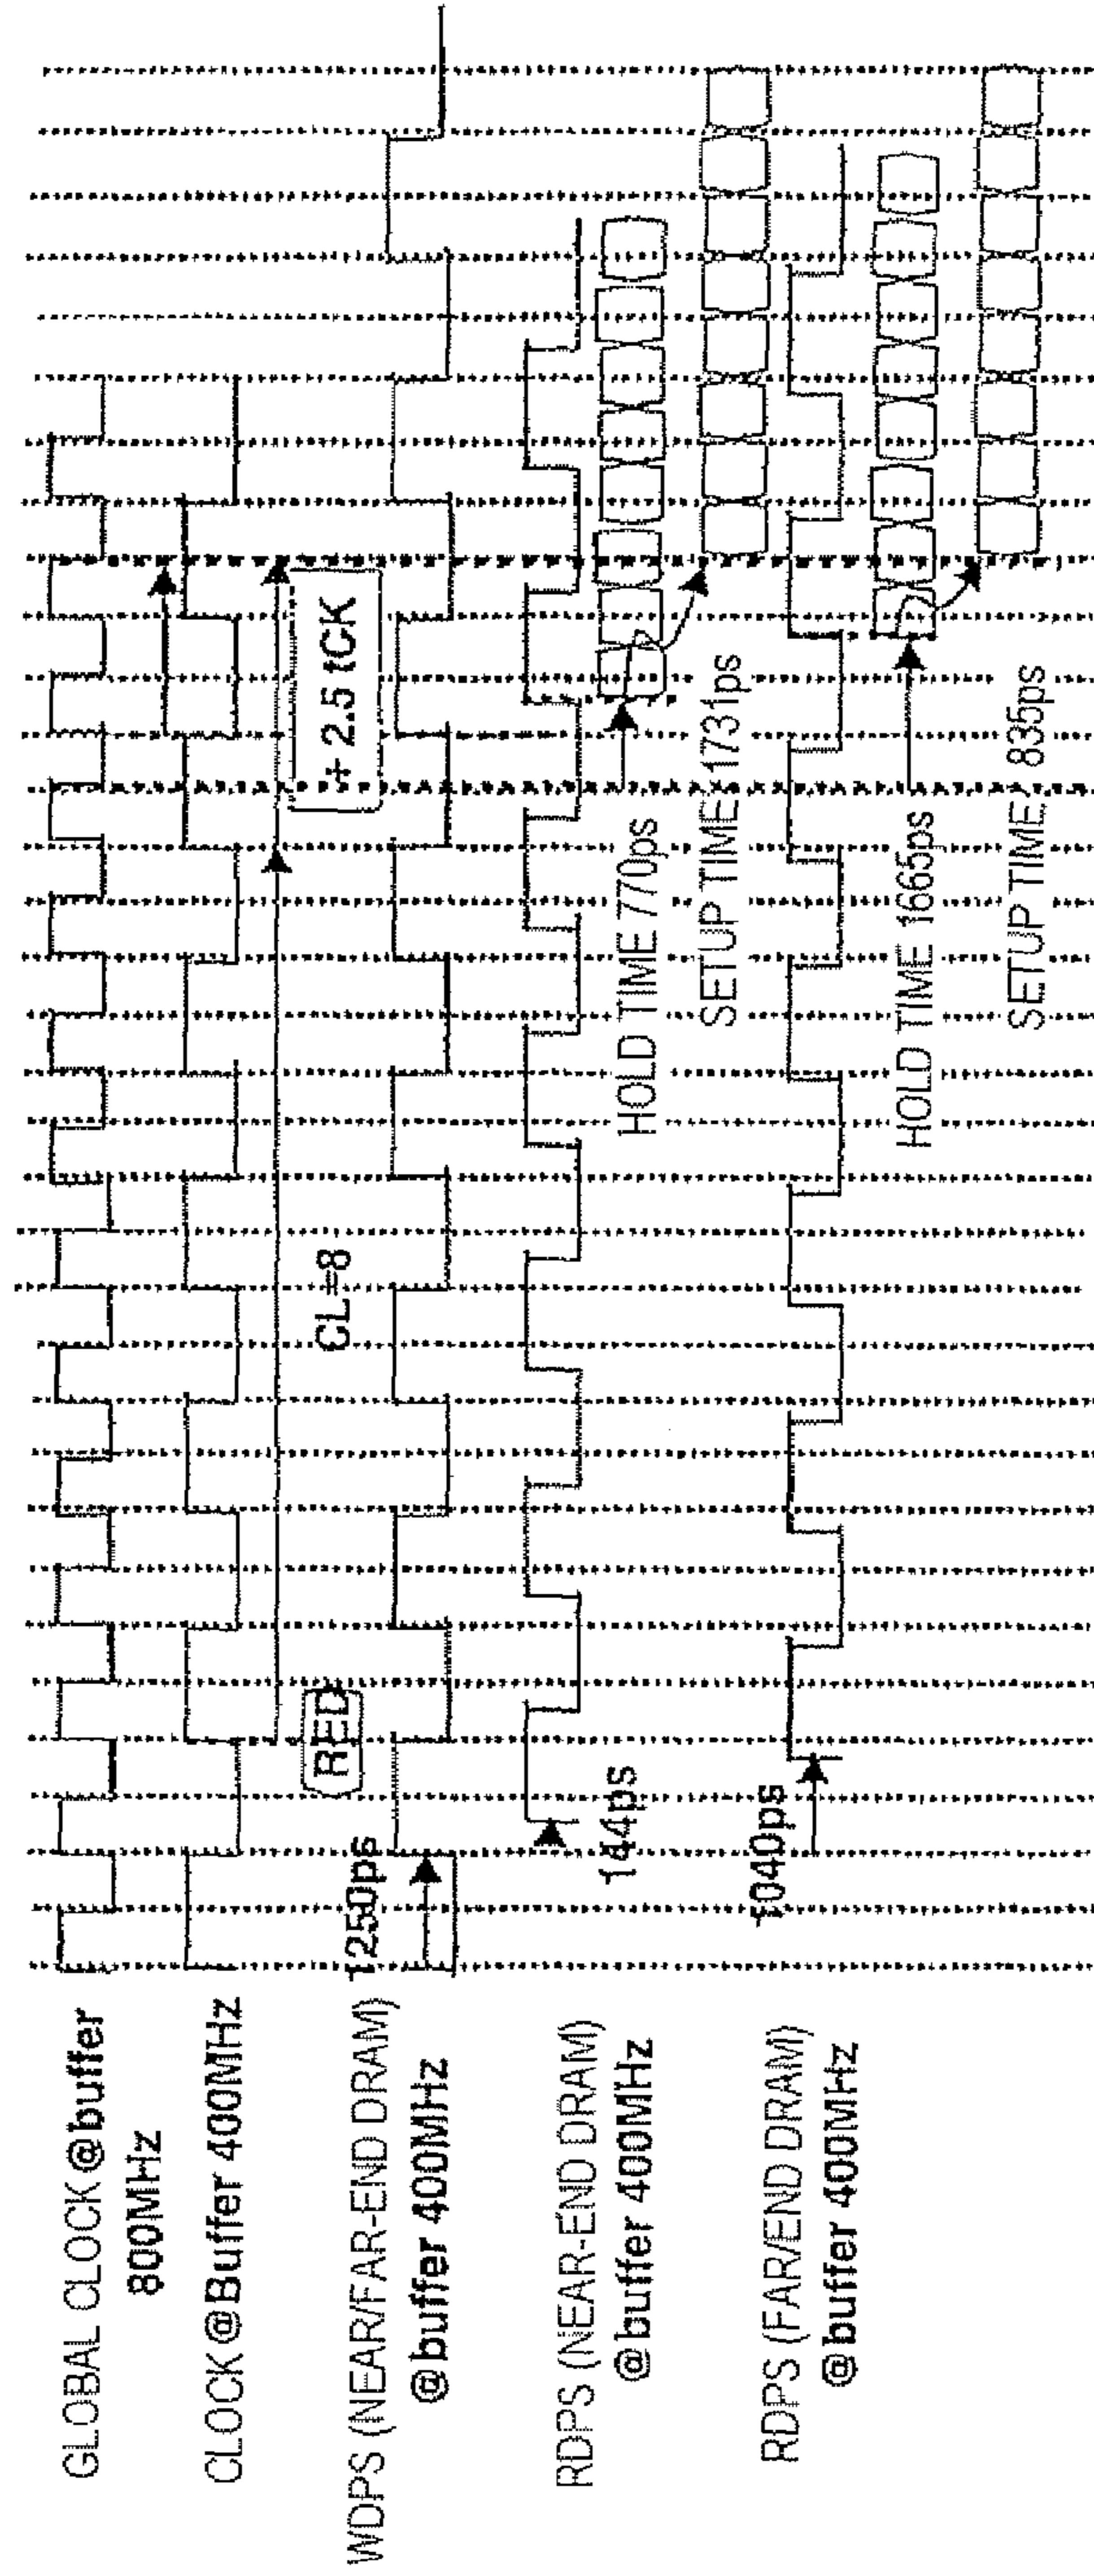 GLOBAL CLOCK @buffer
800MHz
CLOCK @Buffer 400MHz
+ 2.5 tCK
CL=8
RED
1250ps
WDPS (NEAR/FAR-END DRAM)
@buffer 400MHz
144ps
RDPS (NEAR-END DRAM)
@buffer 400MHz
HOLD TIME 770ps
SETUP TIME 1731ps
1040ps
RDPS (FAR/END DRAM)
@buffer 400MHz
HOLD TIME 1665ps
SETUP TIME 835ps